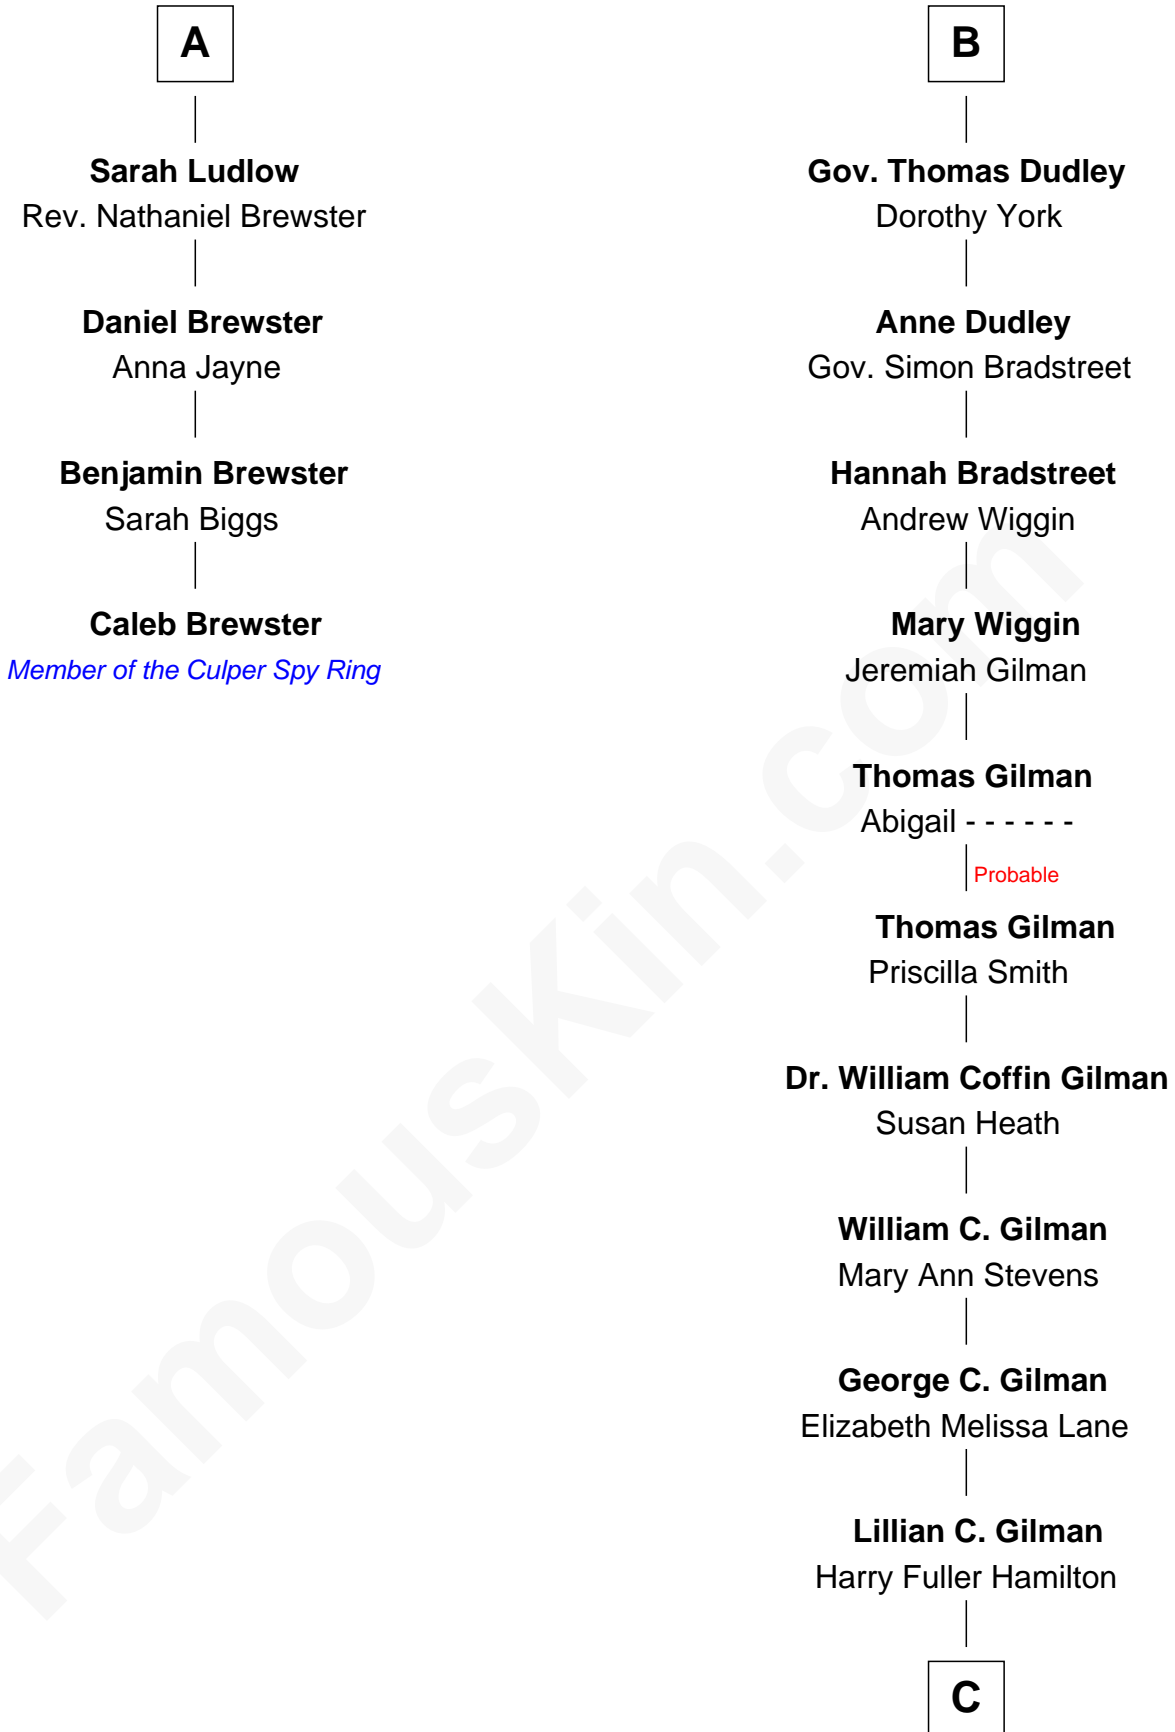 A
Sarah Ludlow
Rev. Nathaniel Brewster
Daniel Brewster
Anna Jayne
Benjamin Brewster
Sarah Biggs
Caleb Brewster
Member of the Culper Spy Ring
B
Gov. Thomas Dudley
Dorothy York
Anne Dudley
Gov. Simon Bradstreet
Hannah Bradstreet
Andrew Wiggin
Mary Wiggin
Jeremiah Gilman
Thomas Gilman
Abigail - - - - - -
Probable
Thomas Gilman
Priscilla Smith
Dr. William Coffin Gilman
Susan Heath
William C. Gilman
Mary Ann Stevens
George C. Gilman
Elizabeth Melissa Lane
Lillian C. Gilman
Harry Fuller Hamilton
C
FamousKin.com